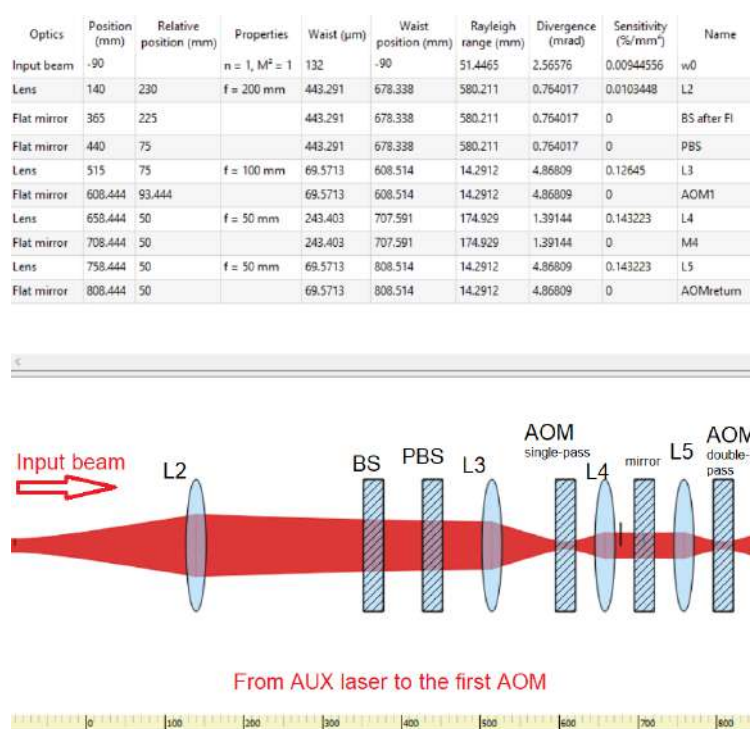 Optics Position (mm) Relative position (mm) Properties Waist (μm) Waist position (mm) Rayleigh range (mm) Divergence (mrad) Sensitivity (%/mm²) Name
Input beam -90 n = 1, M² = 1 132 -90 51.4465 2.56576 0.00944556 w0
Lens 140 230 f = 200 mm 443.291 678.338 580.211 0.764017 0.0103448 L2
Flat mirror 365 225 443.291 678.338 580.211 0.764017 0 BS after FI
Flat mirror 440 75 443.291 678.338 580.211 0.764017 0 PBS
Lens 515 75 f = 100 mm 69.5713 608.514 14.2912 4.86809 0.12645 L3
Flat mirror 608.444 93.444 69.5713 608.514 14.2912 4.86809 0 AOM1
Lens 658.444 50 f = 50 mm 243.403 707.591 174.929 1.39144 0.143223 L4
Flat mirror 708.444 50 243.403 707.591 174.929 1.39144 0 M4
Lens 758.444 50 f = 50 mm 69.5713 808.514 14.2912 4.86809 0.143223 L5
Flat mirror 808.444 50 69.5713 808.514 14.2912 4.86809 0 AOMreturn
Input beam L2 BS PBS L3 AOM single-pass L4 mirror L5 AOM double-pass
From AUX laser to the first AOM
0 100 200 300 400 500 600 700 800